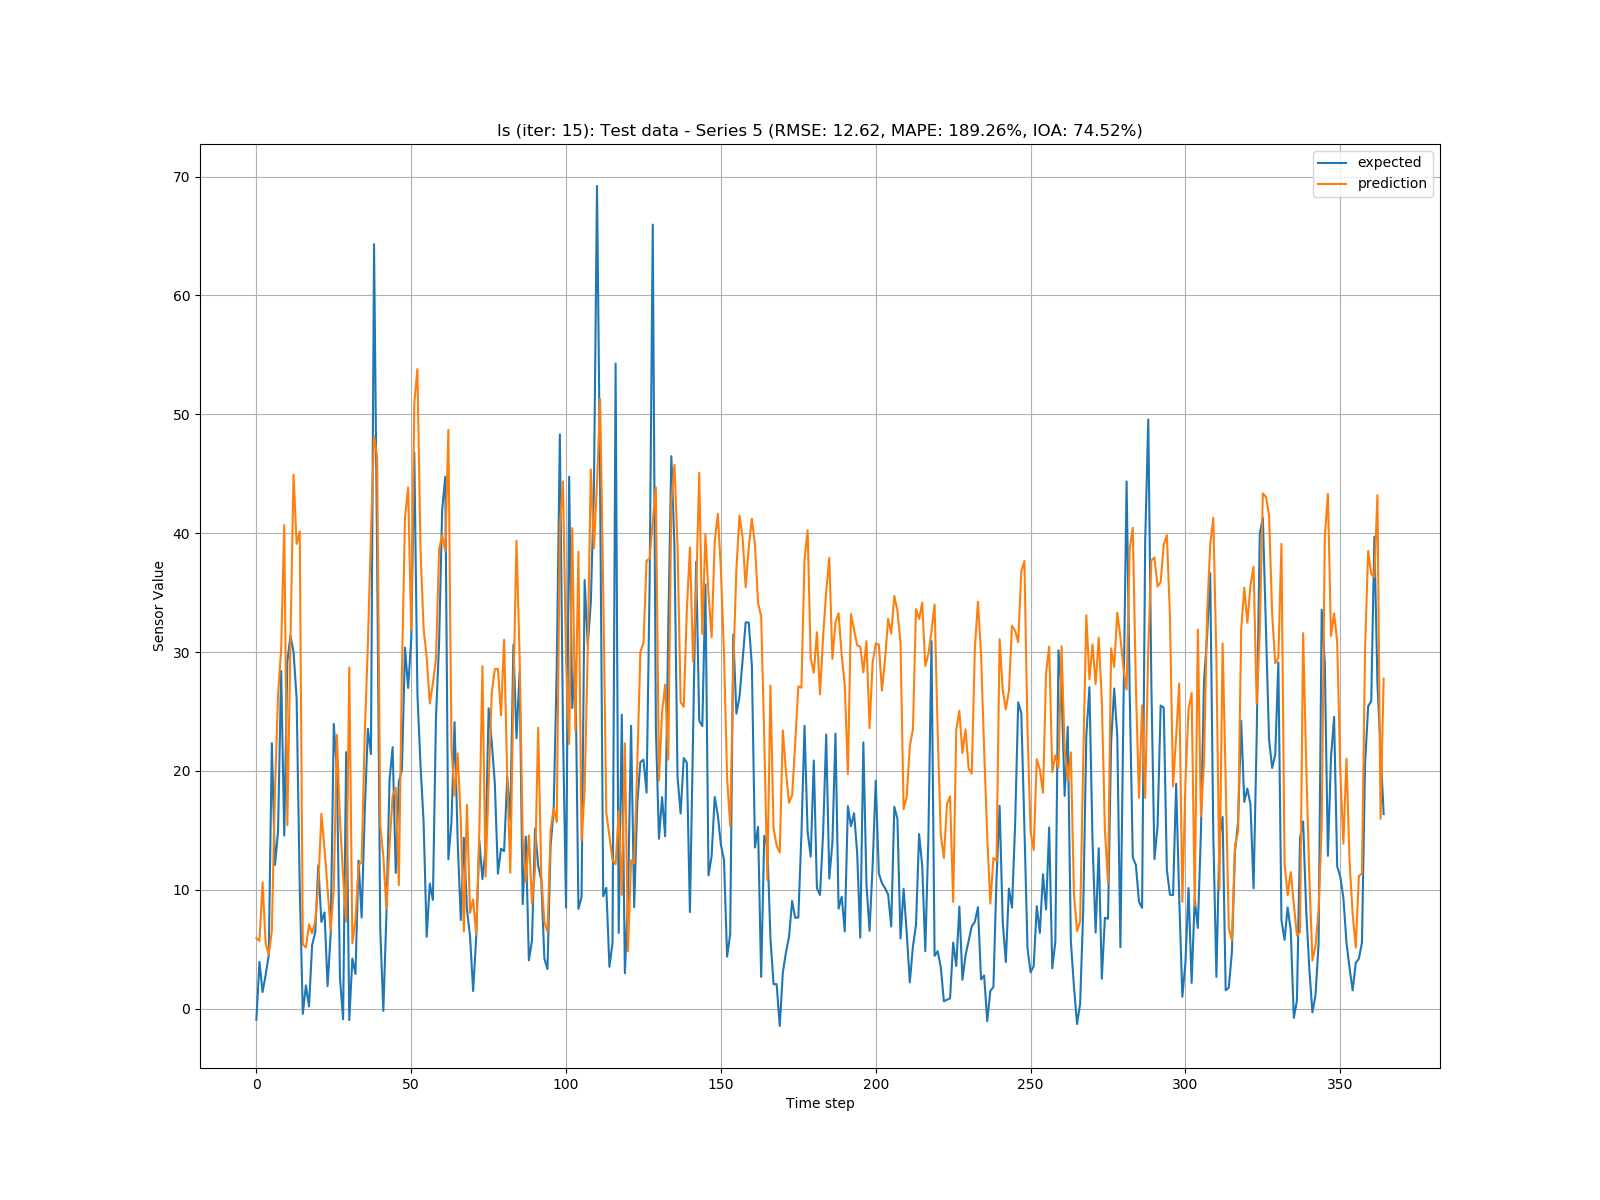 ls (iter: 15): Test data - Series 5 (RMSE: 12.62, MAPE: 189.26%, IOA: 74.52%)
expected
prediction
70
60
50
40
30
20
10
0
Sensor Value
0 50 100 150 200 250 300 350
Time step